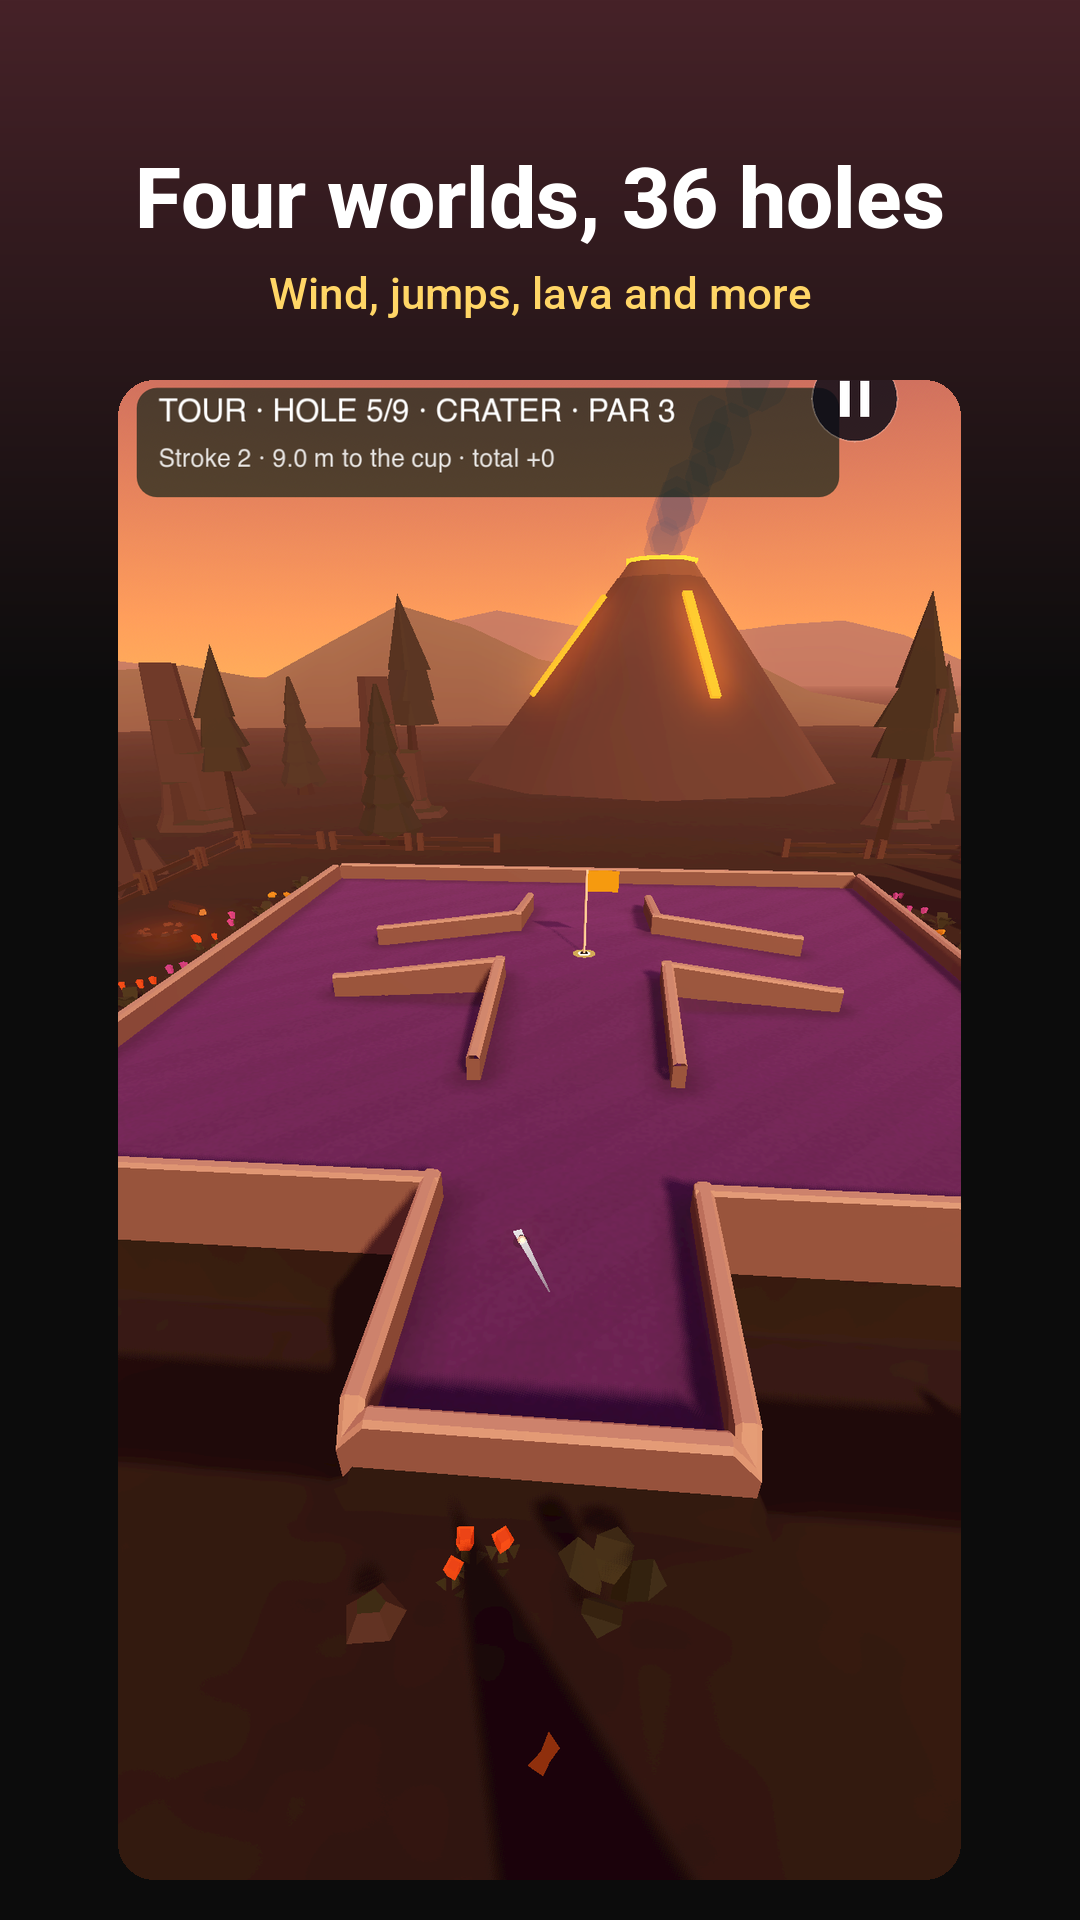 Four worlds, 36 holes
Wind, jumps, lava and more
TOUR · HOLE 5/9 · CRATER · PAR 3
Stroke 2 · 9.0 m to the cup · total +0